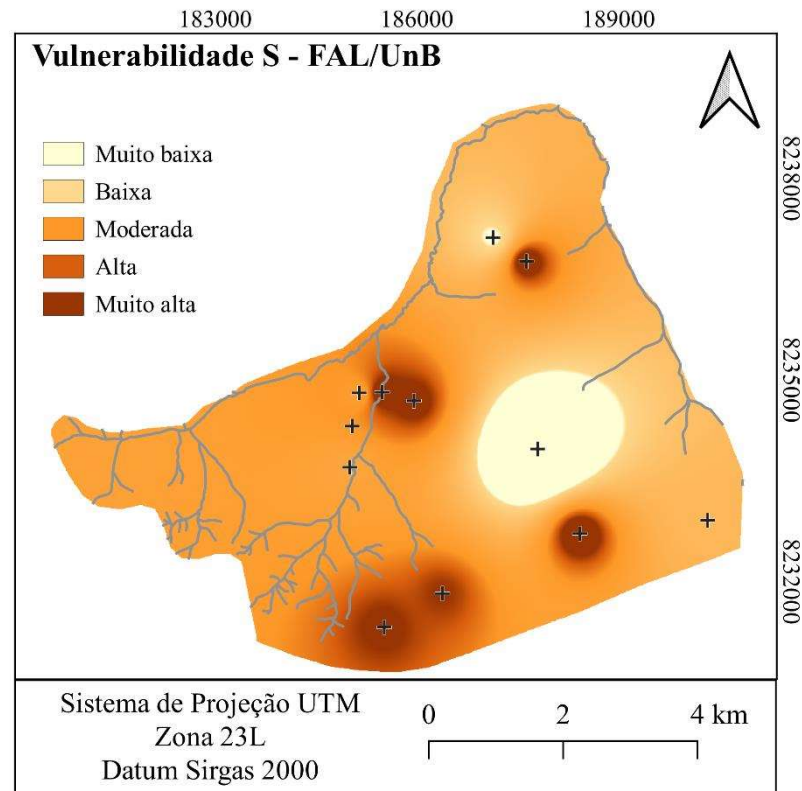 183000 186000 189000
Vulnerabilidade S - FAL/UnB
Muito baixa
Baixa
Moderada
Alta
Muito alta
8238000
8235000
8232000
Sistema de Projeção UTM
Zona 23L
Datum Sirgas 2000
0 2 4 km